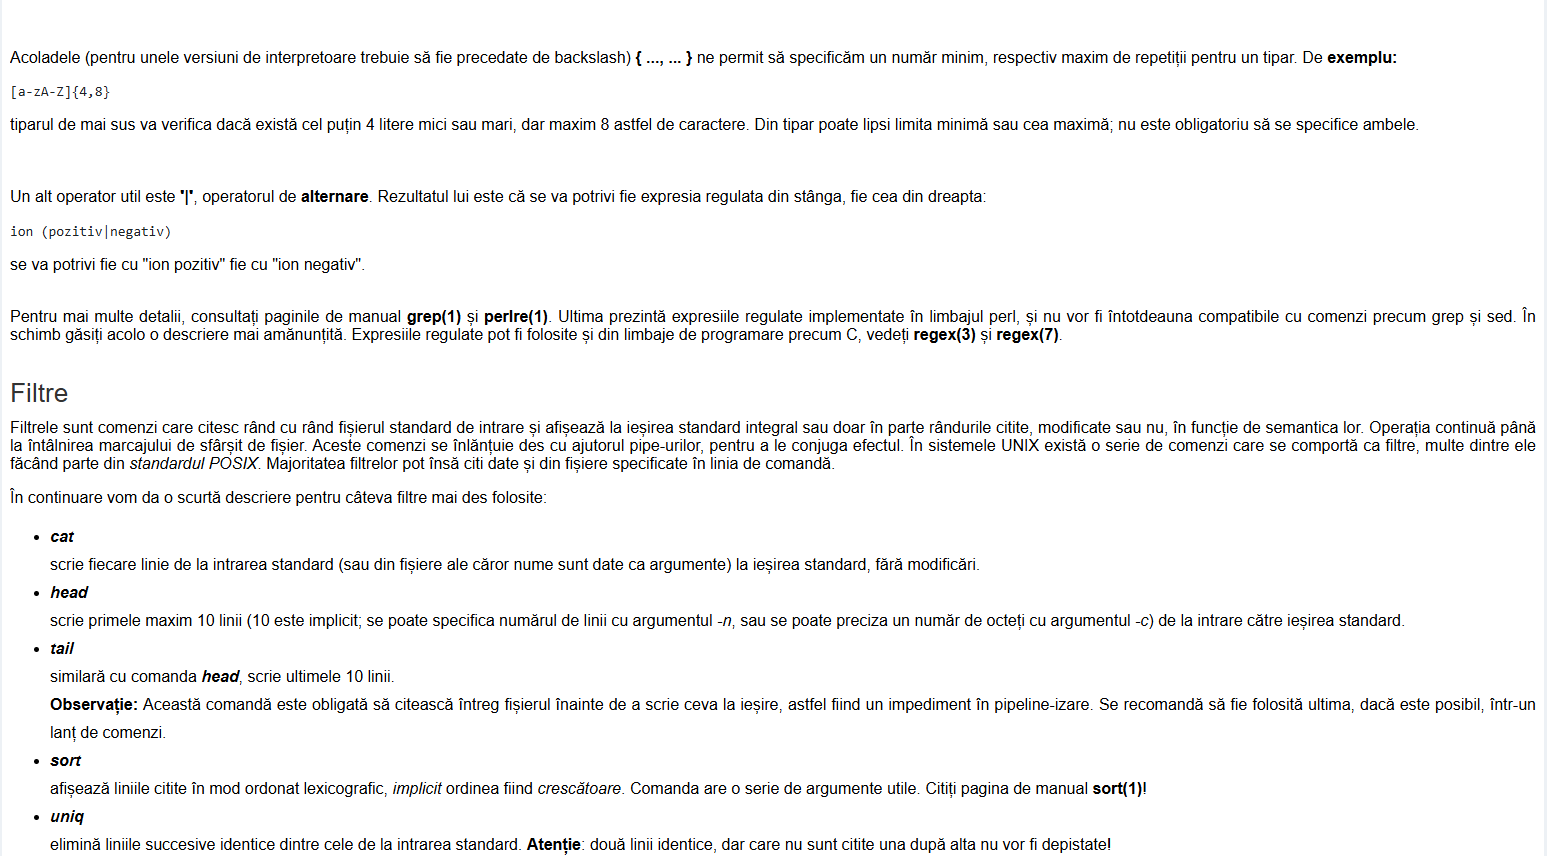 Acoladele (pentru unele versiuni de interpretoare trebuie să fie precedate de backslash) { ..., ... } ne permit să specificăm un număr minim, respectiv maxim de repetiții pentru un tipar. De exemplu:
[a-zA-Z]{4,8}
tiparul de mai sus va verifica dacă există cel puțin 4 litere mici sau mari, dar maxim 8 astfel de caractere. Din tipar poate lipsi limita minimă sau cea maximă; nu este obligatoriu să se specifice ambele.
Un alt operator util este '|', operatorul de alternare. Rezultatul lui este că se va potrivi fie expresia regulata din stânga, fie cea din dreapta:
ion (pozitiv|negativ)
se va potrivi fie cu "ion pozitiv" fie cu "ion negativ".
Pentru mai multe detalii, consultați paginile de manual grep(1) și perlre(1). Ultima prezintă expresiile regulate implementate în limbajul perl, și nu vor fi întotdeauna compatibile cu comenzi precum grep și sed. În
schimb găsiți acolo o descriere mai amănunțită. Expresiile regulate pot fi folosite și din limbaje de programare precum C, vedeți regex(3) și regex(7).
Filtre
Filtrele sunt comenzi care citesc rând cu rând fișierul standard de intrare și afișează la ieșirea standard integral sau doar în parte rândurile citite, modificate sau nu, în funcție de semantica lor. Operația continuă până
la întâlnirea marcajului de sfârșit de fișier. Aceste comenzi se înlănțuie des cu ajutorul pipe-urilor, pentru a le conjuga efectul. În sistemele UNIX există o serie de comenzi care se comportă ca filtre, multe dintre ele
făcând parte din standardul POSIX. Majoritatea filtrelor pot însă citi date și din fișiere specificate în linia de comandă.
În continuare vom da o scurtă descriere pentru câteva filtre mai des folosite:
• cat
scrie fiecare linie de la intrarea standard (sau din fișiere ale căror nume sunt date ca argumente) la ieșirea standard, fără modificări.
• head
scrie primele maxim 10 linii (10 este implicit; se poate specifica numărul de linii cu argumentul -n, sau se poate preciza un număr de octeți cu argumentul -c) de la intrare către ieșirea standard.
• tail
similară cu comanda head, scrie ultimele 10 linii.
Observație: Această comandă este obligată să citească întreg fișierul înainte de a scrie ceva la ieșire, astfel fiind un impediment în pipeline-izare. Se recomandă să fie folosită ultima, dacă este posibil, într-un
lanț de comenzi.
• sort
afișează liniile citite în mod ordonat lexicografic, implicit ordinea fiind crescătoare. Comanda are o serie de argumente utile. Citiți pagina de manual sort(1)!
• uniq
elimină liniile succesive identice dintre cele de la intrarea standard. Atenție: două linii identice, dar care nu sunt citite una după alta nu vor fi depistate!